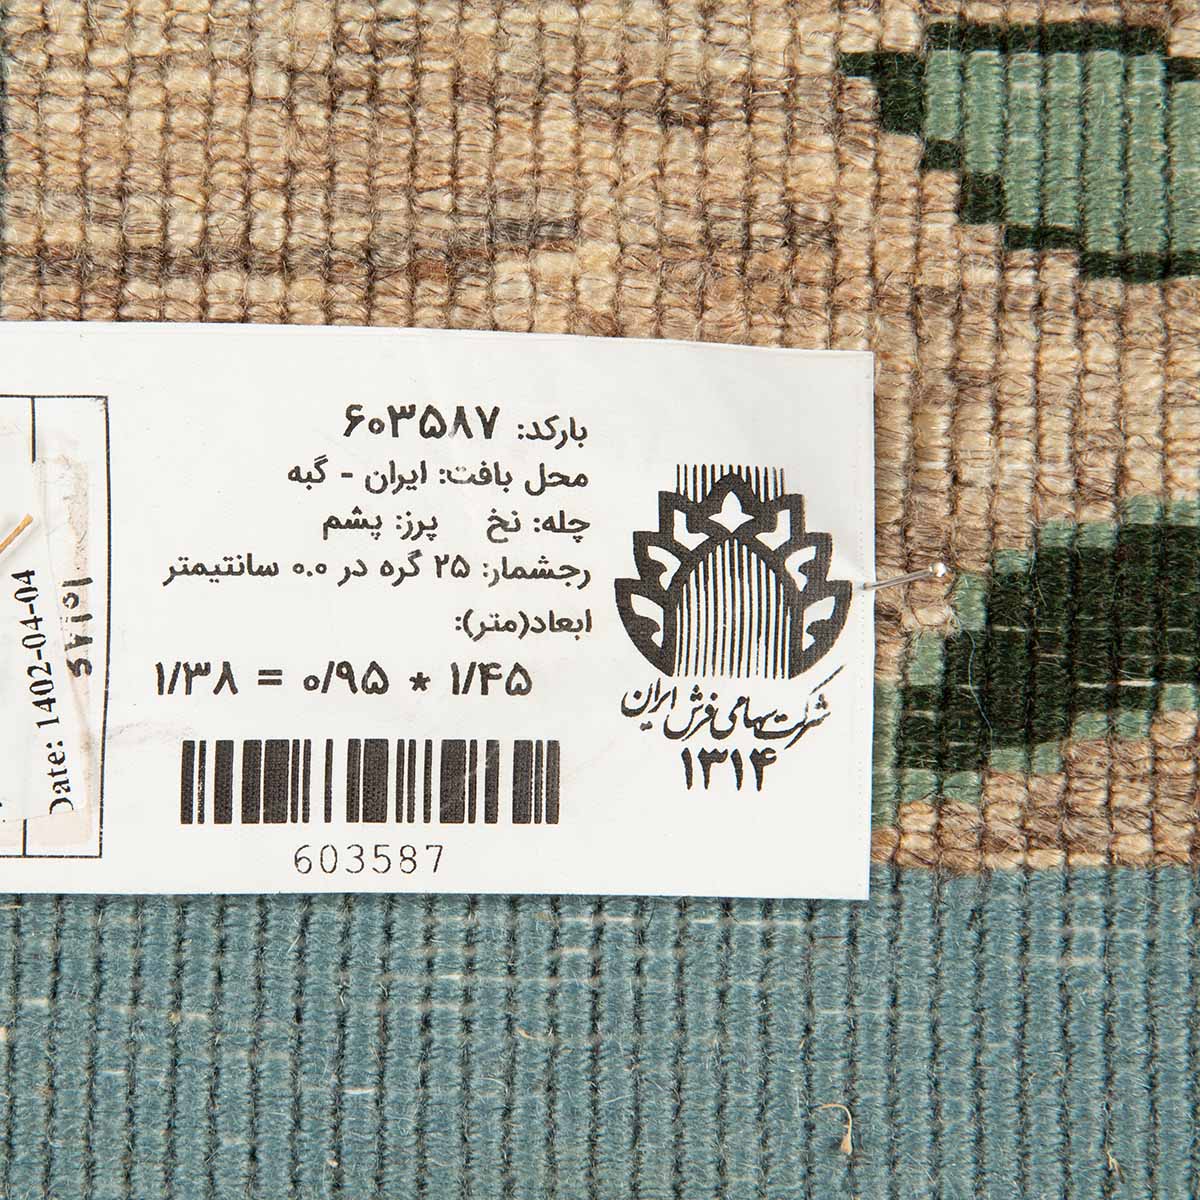 بارکد: ۶۰۳۵۸۷
محل بافت: ایران - گبه
چله: نخ پرز: پشم
رجشمار: ۲۵ گره در ۰.۰ سانتیمتر
ابعاد(متر):
۱/۳۸ = ۰/۹۵ * ۱/۴۵
603587
شرکت سهامی فرش ایران
۱۳۱۴
Date: 1402-04-04